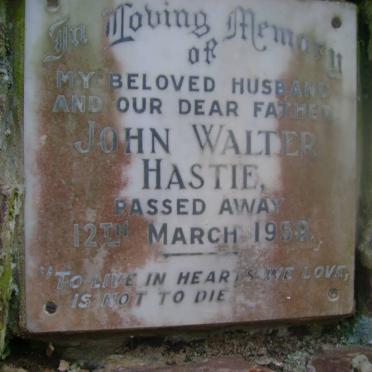 In Loving Memory
OF
MY BELOVED HUSBAND
AND OUR DEAR FATHER
JOHN WALTER
HASTIE,
PASSED AWAY
12TH MARCH 1958.
"TO LIVE IN HEARTS WE LOVE,
IS NOT TO DIE